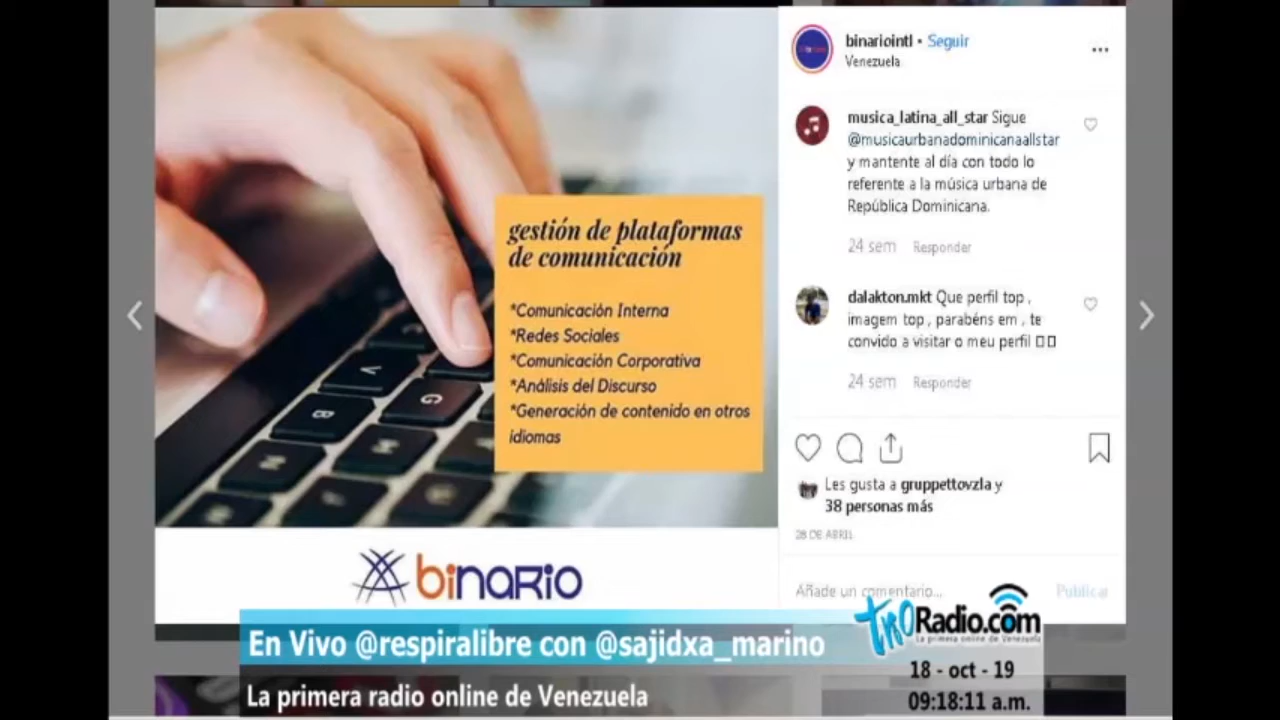 binariointl • Seguir
Venezuela
musica_latina_all_star Sigue
@musicaurbanadominicanaallstar
y mantente al día con todo lo
referente a la música urbana de
República Dominicana.
24 sem Responder
dalakton.mkt Que perfil top ,
imagem top , parabéns em , te
convido a visitar o meu perfil
24 sem Responder
Les gusta a gruppettovzla y
38 personas más
28 DE ABRIL
Añade un comentario... Publicar
gestión de plataformas
de comunicación
*Comunicación Interna
*Redes Sociales
*Comunicación Corporativa
*Análisis del Discurso
*Generación de contenido en otros
idiomas
V
G
B
N
M
binario
En Vivo @respiralibre con @sajidxa_marino
La primera radio online de Venezuela
tnoRadio.com
La primera online de Venezuela
18 - oct - 19
09:18:11 a.m.